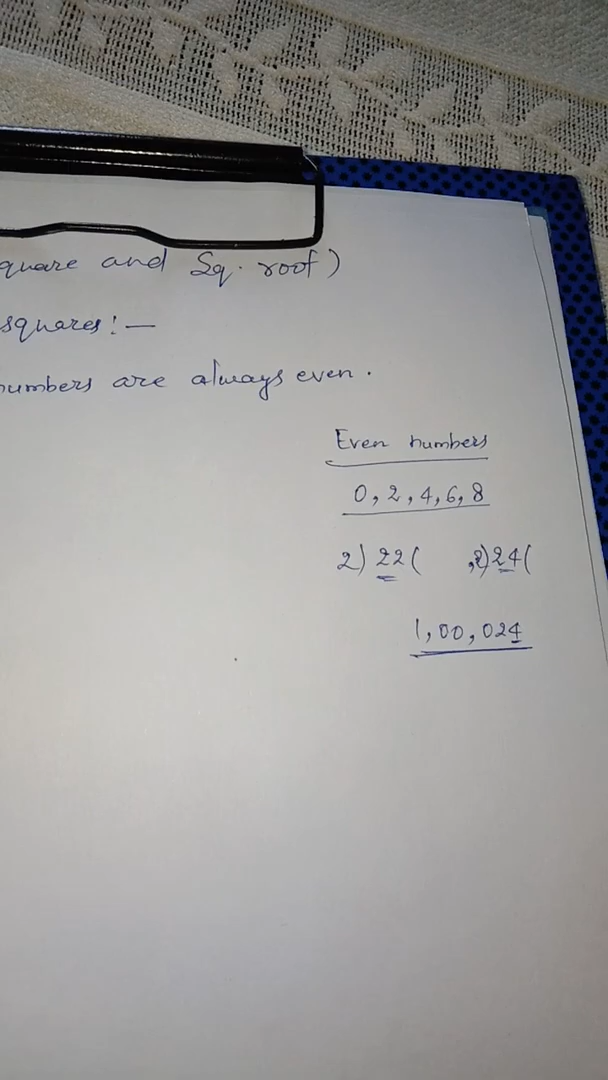 quare and Sq. root)
squares:—
numbers are always even.
Even numbers
0, 2, 4, 6, 8
2) 22 ( 2) 24 (
1,00,024